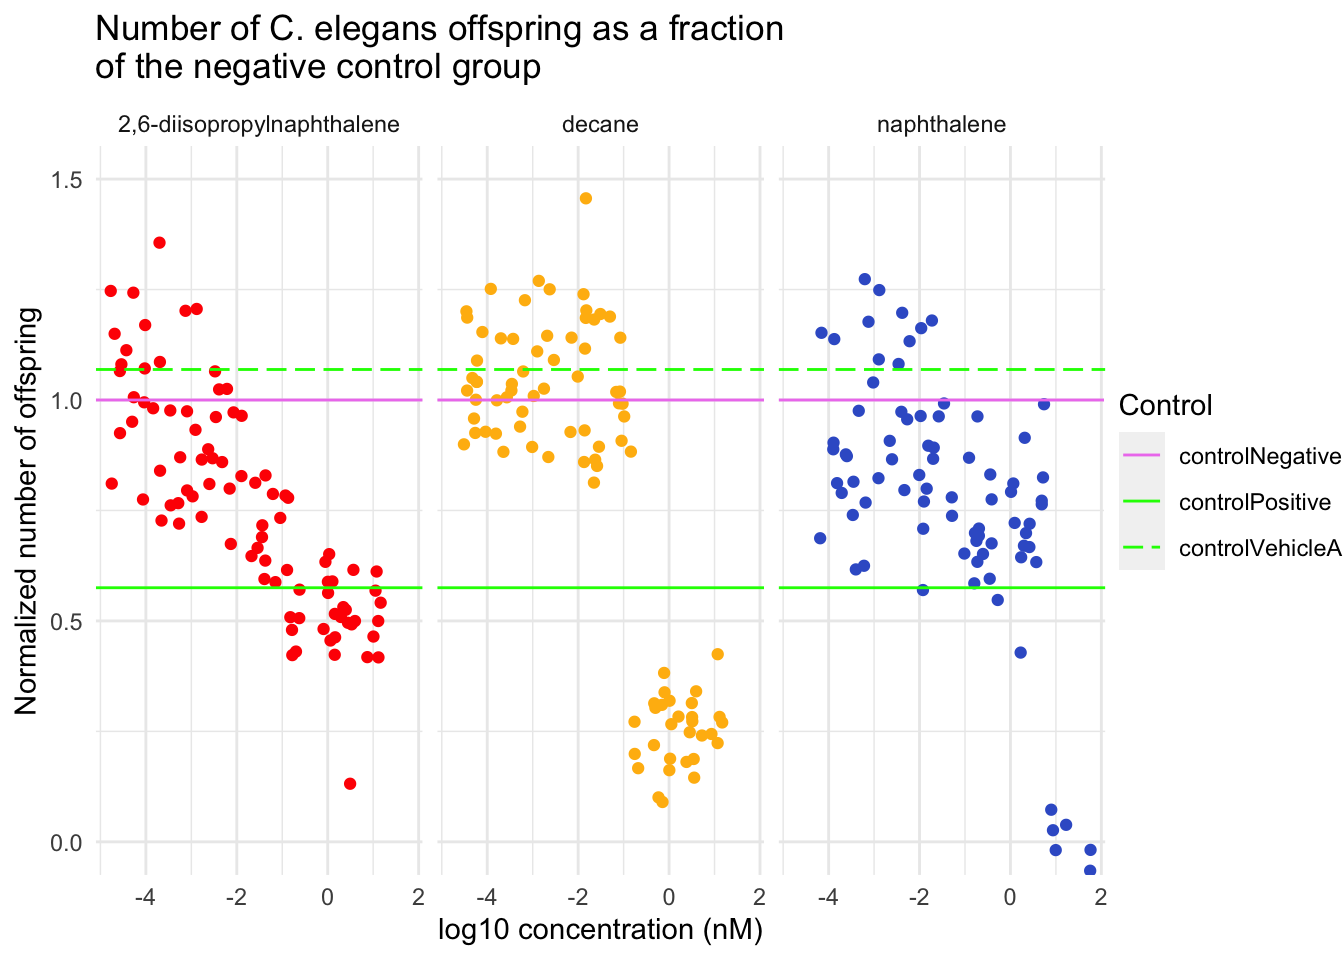 Number of C. elegans offspring as a fraction
of the negative control group
2,6-diisopropylnaphthalene
decane
naphthalene
Normalized number of offspring
1.5
1.0
0.5
0.0
-4 -2 0 2
-4 -2 0 2
-4 -2 0 2
log10 concentration (nM)
Control
controlNegative
controlPositive
controlVehicleA